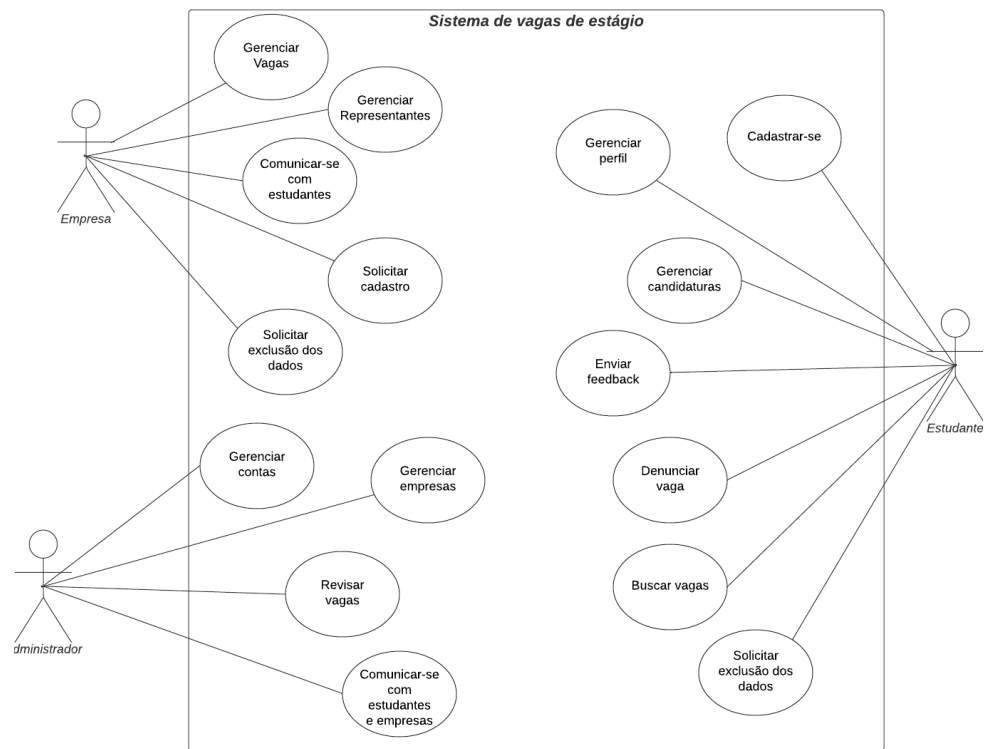 Sistema de vagas de estágio
Gerenciar
Vagas
Gerenciar
Representantes
Comunicar-se
com
estudantes
Solicitar
cadastro
Solicitar
exclusão dos
dados
Empresa
Cadastrar-se
Gerenciar
perfil
Gerenciar
candidaturas
Enviar
feedback
Denunciar
vaga
Buscar vagas
Solicitar
exclusão dos
dados
Estudante
Gerenciar
contas
Gerenciar
empresas
Revisar
vagas
Comunicar-se
com
estudantes
e empresas
dministrador